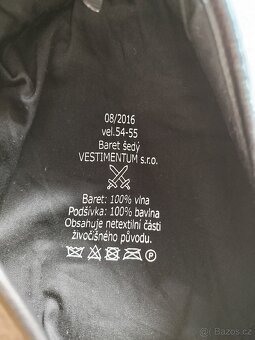 08/2016
vel.54-55
Baret šedý
VESTIMENTUM s.r.o.
Baret: 100% vlna
Podšívka: 100% bavlna
Obsahuje netextilní části
živočišného původu.
P
Bazos.cz